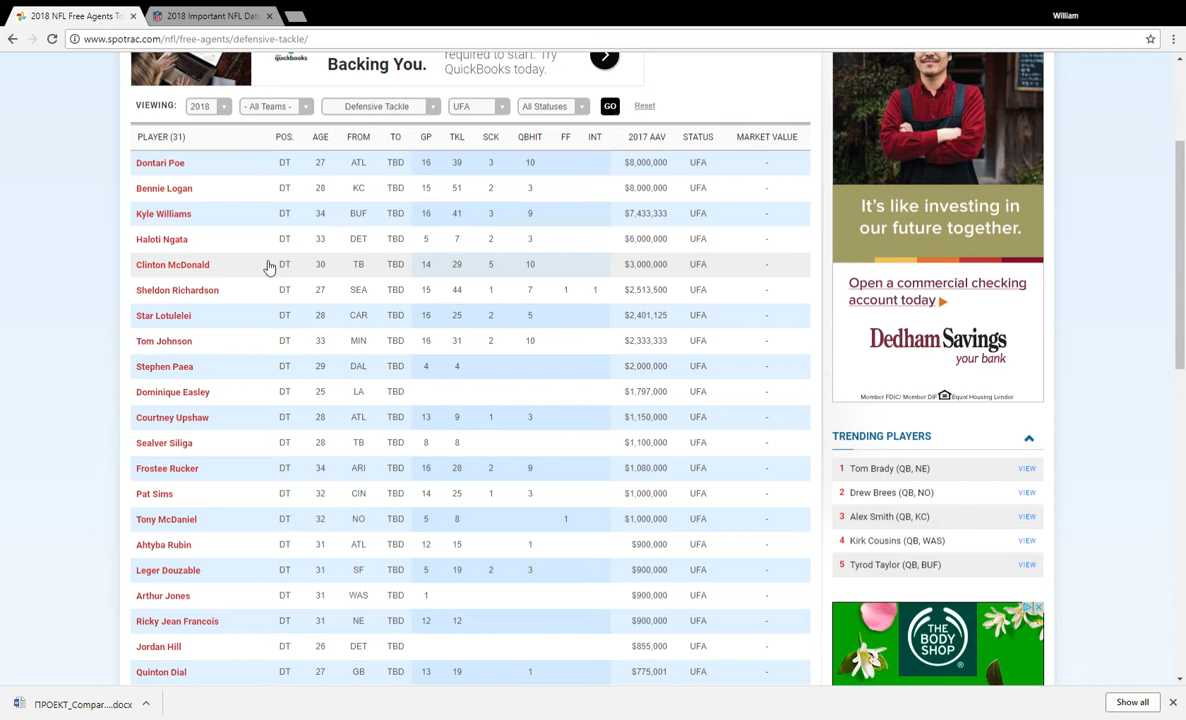 2018 NFL Free Agents Tr
2018 Important NFL Dat
William
www.spotrac.com/nfl/free-agents/defensive-tackle/
quickbooks
Backing You.
required to start. Try
QuickBooks today.
VIEWING: 2018 - All Teams - Defensive Tackle UFA All Statuses GO Reset
PLAYER (31) POS. AGE FROM TO GP TKL SCK QBHIT FF INT 2017 AAV STATUS MARKET VALUE
Dontari Poe DT 27 ATL TBD 16 39 3 10 $8,000,000 UFA -
Bennie Logan DT 28 KC TBD 15 51 2 3 $8,000,000 UFA -
Kyle Williams DT 34 BUF TBD 16 41 3 9 $7,433,333 UFA -
Haloti Ngata DT 33 DET TBD 5 7 2 3 $6,000,000 UFA -
Clinton McDonald DT 30 TB TBD 14 29 5 10 $3,000,000 UFA -
Sheldon Richardson DT 27 SEA TBD 15 44 1 7 1 1 $2,513,500 UFA -
Star Lotulelei DT 28 CAR TBD 16 25 2 5 $2,401,125 UFA -
Tom Johnson DT 33 MIN TBD 16 31 2 10 $2,333,333 UFA -
Stephen Paea DT 29 DAL TBD 4 4 $2,000,000 UFA -
Dominique Easley DT 25 LA TBD $1,797,000 UFA -
Courtney Upshaw DT 28 ATL TBD 13 9 1 3 $1,150,000 UFA -
Sealver Siliga DT 28 TB TBD 8 8 $1,100,000 UFA -
Frostee Rucker DT 34 ARI TBD 16 28 2 9 $1,080,000 UFA -
Pat Sims DT 32 CIN TBD 14 25 1 3 $1,000,000 UFA -
Tony McDaniel DT 32 NO TBD 5 8 1 $1,000,000 UFA -
Ahtyba Rubin DT 31 ATL TBD 12 15 1 $900,000 UFA -
Leger Douzable DT 31 SF TBD 5 19 2 3 $900,000 UFA -
Arthur Jones DT 31 WAS TBD 1 $900,000 UFA -
Ricky Jean Francois DT 31 NE TBD 12 12 $900,000 UFA -
Jordan Hill DT 26 DET TBD $855,000 UFA -
Quinton Dial DT 27 GB TBD 13 19 1 $775,001 UFA -
It's like investing in
our future together.
Open a commercial checking
account today
Dedham Savings
your bank
Member FDIC/ Member DIF Equal Housing Lender
TRENDING PLAYERS
1 Tom Brady (QB, NE) VIEW
2 Drew Brees (QB, NO) VIEW
3 Alex Smith (QB, KC) VIEW
4 Kirk Cousins (QB, WAS) VIEW
5 Tyrod Taylor (QB, BUF) VIEW
THE
BODY
SHOP
ПРОЕКТ_Compar....docx
Show all